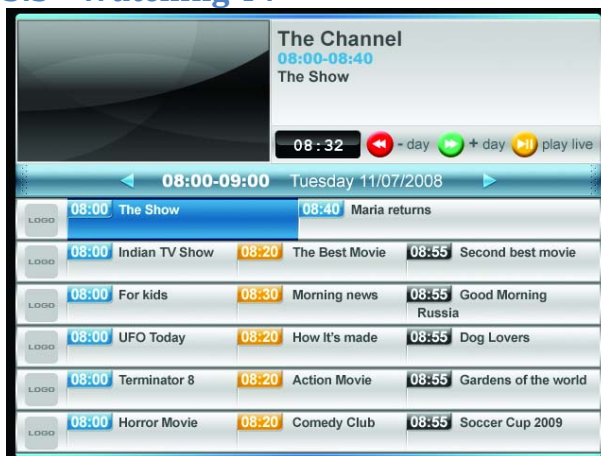 The Channel
08:00-08:40
The Show
08:32 - day + day play live
08:00-09:00 Tuesday 11/07/2008
LOGO 08:00 The Show 08:40 Maria returns
LOGO 08:00 Indian TV Show 08:20 The Best Movie 08:55 Second best movie
LOGO 08:00 For kids 08:30 Morning news 08:55 Good Morning
Russia
LOGO 08:00 UFO Today 08:20 How It's made 08:55 Dog Lovers
LOGO 08:00 Terminator 8 08:20 Action Movie 08:55 Gardens of the world
LOGO 08:00 Horror Movie 08:20 Comedy Club 08:55 Soccer Cup 2009